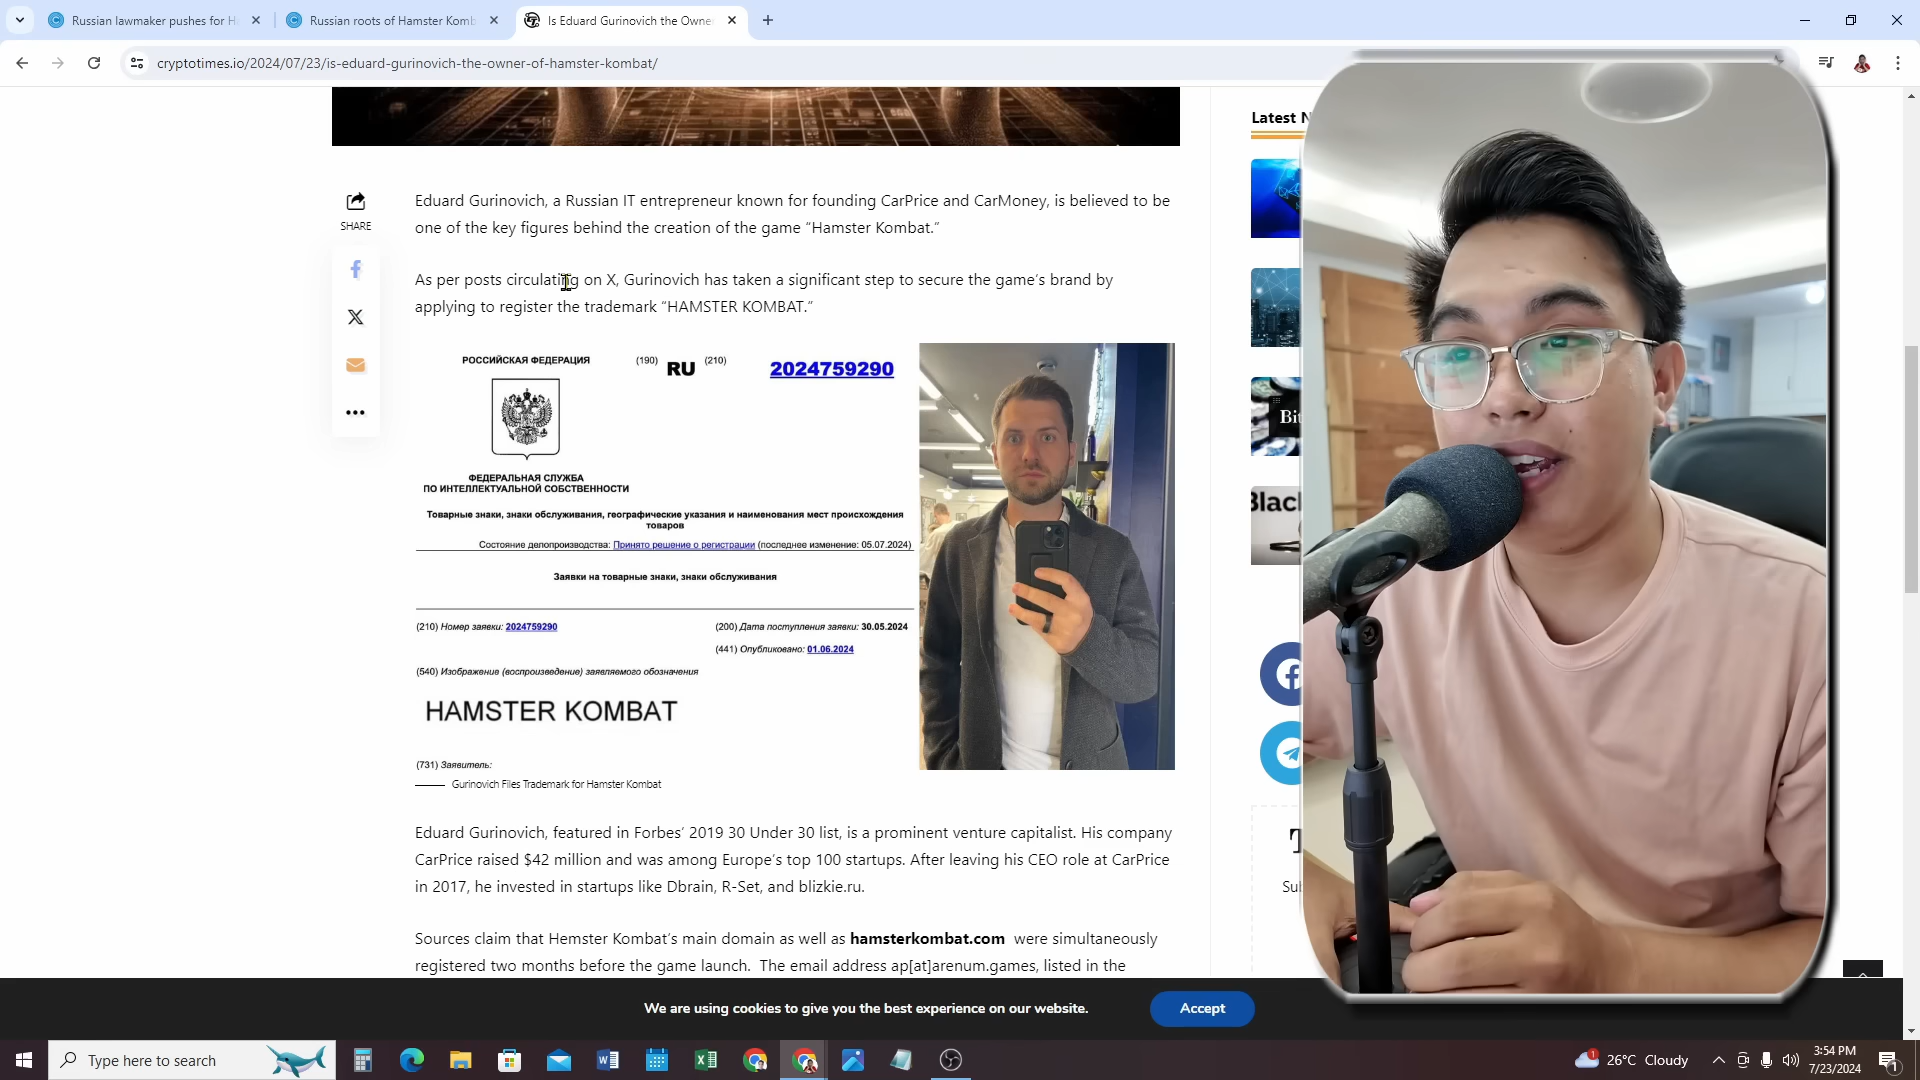 Russian lawmaker pushes for H
Russian roots of Hamster Komb
Is Eduard Gurinovich the Owne
cryptotimes.io/2024/07/23/is-eduard-gurinovich-the-owner-of-hamster-kombat/
Latest N
SHARE
Eduard Gurinovich, a Russian IT entrepreneur known for founding CarPrice and CarMoney, is believed to be
one of the key figures behind the creation of the game “Hamster Kombat.”
As per posts circulating on X, Gurinovich has taken a significant step to secure the game’s brand by
applying to register the trademark “HAMSTER KOMBAT.”
РОССИЙСКАЯ ФЕДЕРАЦИЯ
(190) RU (210) 2024759290
ФЕДЕРАЛЬНАЯ СЛУЖБА
ПО ИНТЕЛЛЕКТУАЛЬНОЙ СОБСТВЕННОСТИ
Товарные знаки, знаки обслуживания, географические указания и наименования мест происхождения
товаров
Состояние делопроизводства: Принято решение о регистрации (последнее изменение: 05.07.2024)
Заявки на товарные знаки, знаки обслуживания
(210) Номер заявки: 2024759290
(200) Дата поступления заявки: 30.05.2024
(441) Опубликовано: 01.06.2024
(540) Изображение (воспроизведение) заявляемого обозначения
HAMSTER KOMBAT
(731) Заявитель:
Gurinovich Files Trademark for Hamster Kombat
Eduard Gurinovich, featured in Forbes’ 2019 30 Under 30 list, is a prominent venture capitalist. His company
CarPrice raised $42 million and was among Europe’s top 100 startups. After leaving his CEO role at CarPrice
in 2017, he invested in startups like Dbrain, R-Set, and blizkie.ru.
Sources claim that Hemster Kombat’s main domain as well as hamsterkombat.com were simultaneously
registered two months before the game launch. The email address ap[at]arenum.games, listed in the
Bit
Black
T
Sub
We are using cookies to give you the best experience on our website.
Accept
Type here to search
1
26°C Cloudy
3:54 PM
7/23/2024
1